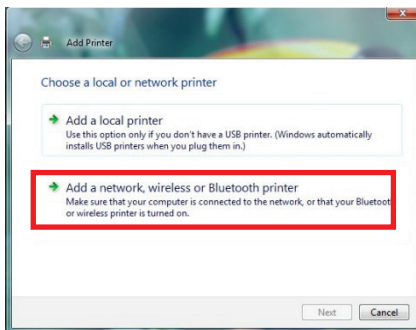 Add Printer
Choose a local or network printer
Add a local printer
Use this option only if you don't have a USB printer. (Windows automatically
installs USB printers when you plug them in.)
Add a network, wireless or Bluetooth printer
Make sure that your computer is connected to the network, or that your Bluetoot
or wireless printer is turned on.
Next Cancel